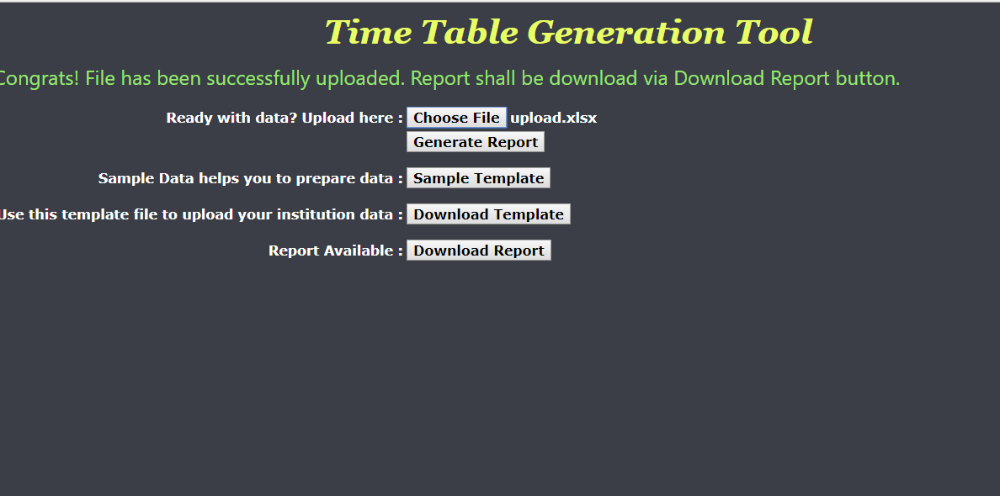 Time Table Generation Tool
Congrats! File has been successfully uploaded. Report shall be download via Download Report button.
Ready with data? Upload here : Choose File upload.xlsx
Generate Report
Sample Data helps you to prepare data : Sample Template
Use this template file to upload your institution data : Download Template
Report Available : Download Report